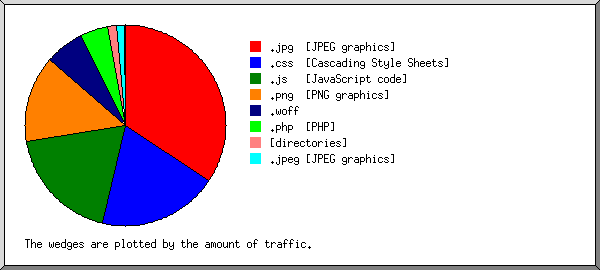 .jpg [JPEG graphics]
.css [Cascading Style Sheets]
.js [JavaScript code]
.png [PNG graphics]
.woff
.php [PHP]
[directories]
.jpeg [JPEG graphics]
The wedges are plotted by the amount of traffic.